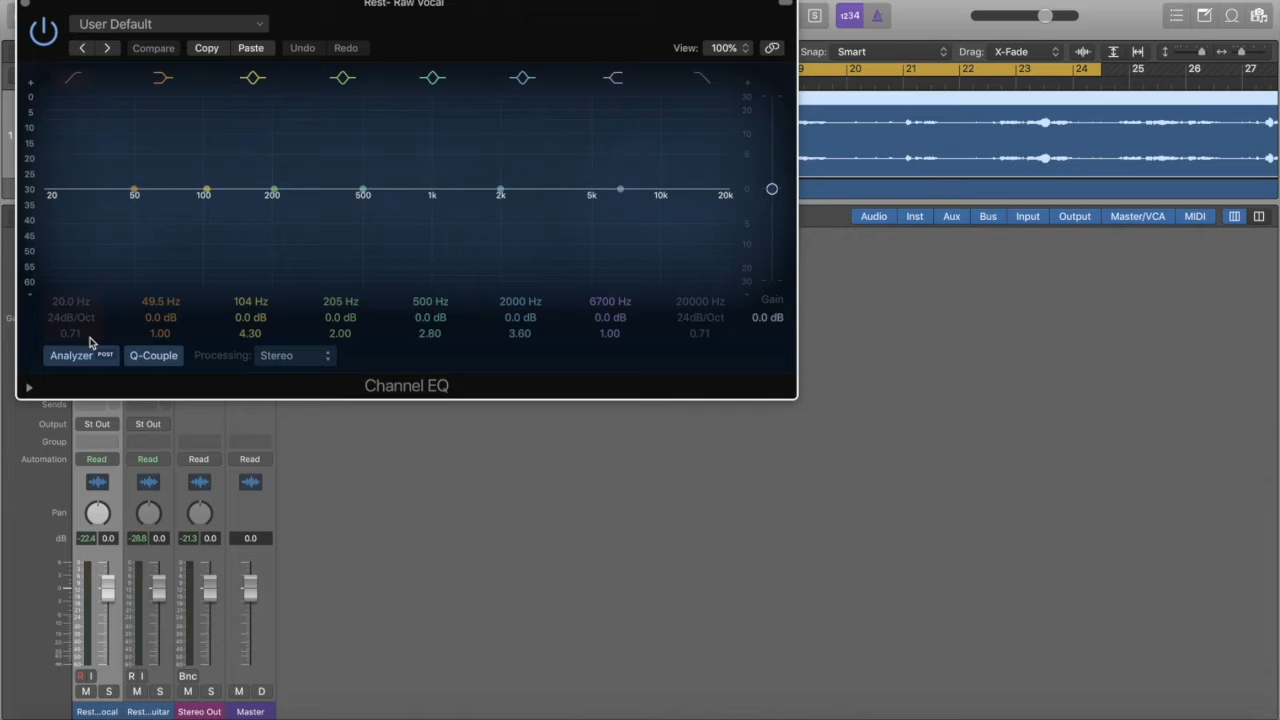 Rest- Raw Vocal
User Default
Compare Copy Paste Undo Redo View: 100%
S 1234
Snap: Smart Drag: X-Fade
20 21 22 23 24 25 26 27
1
+ +
0 30
5 20
10 10
15
20 5
25
30 20 50 100 200 500 1k 2k 5k 10k 20k 0
35
40 5
45
50 10
55 20
60 30
- -
20.0 Hz 49.5 Hz 104 Hz 205 Hz 500 Hz 2000 Hz 6700 Hz 20000 Hz Gain
24dB/Oct 0.0 dB 0.0 dB 0.0 dB 0.0 dB 0.0 dB 0.0 dB 24dB/Oct 0.0 dB
0.71 1.00 4.30 2.00 2.80 3.60 1.00 0.71
Analyzer POST Q-Couple Processing: Stereo
Channel EQ
Audio Inst Aux Bus Input Output Master/VCA MIDI
Sends
Output St Out St Out
Group
Automation Read Read Read Read
Pan
dB -22.4 0.0 -28.8 0.0 -21.3 0.0 0.0
R I R I Bnc
M S M S M S M D
Rest...ocal Rest...uitar Stereo Out Master